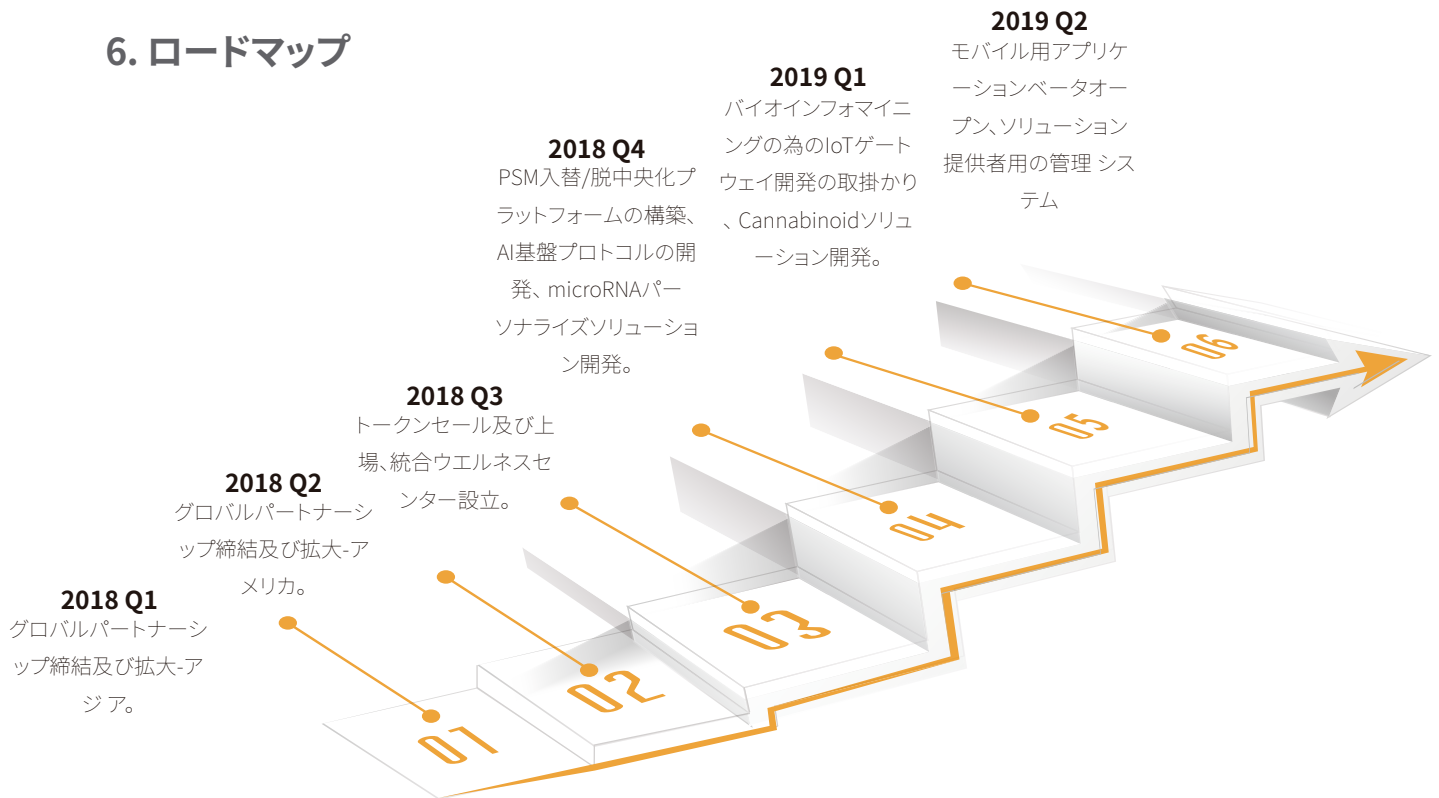 6. ロードマップ
2018 Q1
グロバルパートナーシ
ップ締結及び拡大-ア
ジ ア。
2018 Q2
グロバルパートナーシ
ップ締結及び拡大-ア
メリカ。
2018 Q3
トークンセール及び上
場、統合ウエルネスセ
ンター設立。
2018 Q4
PSM入替/脱中央化プ
ラットフォームの構築、
AI基盤プロトコルの開
発、microRNAパー
ソナライズソリューショ
ン開発。
2019 Q1
バイオインフォマイニ
ングの為のIoTゲート
ウェイ開発の取掛かり
、Cannabinoidソリュ
ーション開発。
2019 Q2
モバイル用アプリケ
ーションベータオー
プン、ソリューション
提供者用の管理 シス
テム
01
02
03
04
05
06